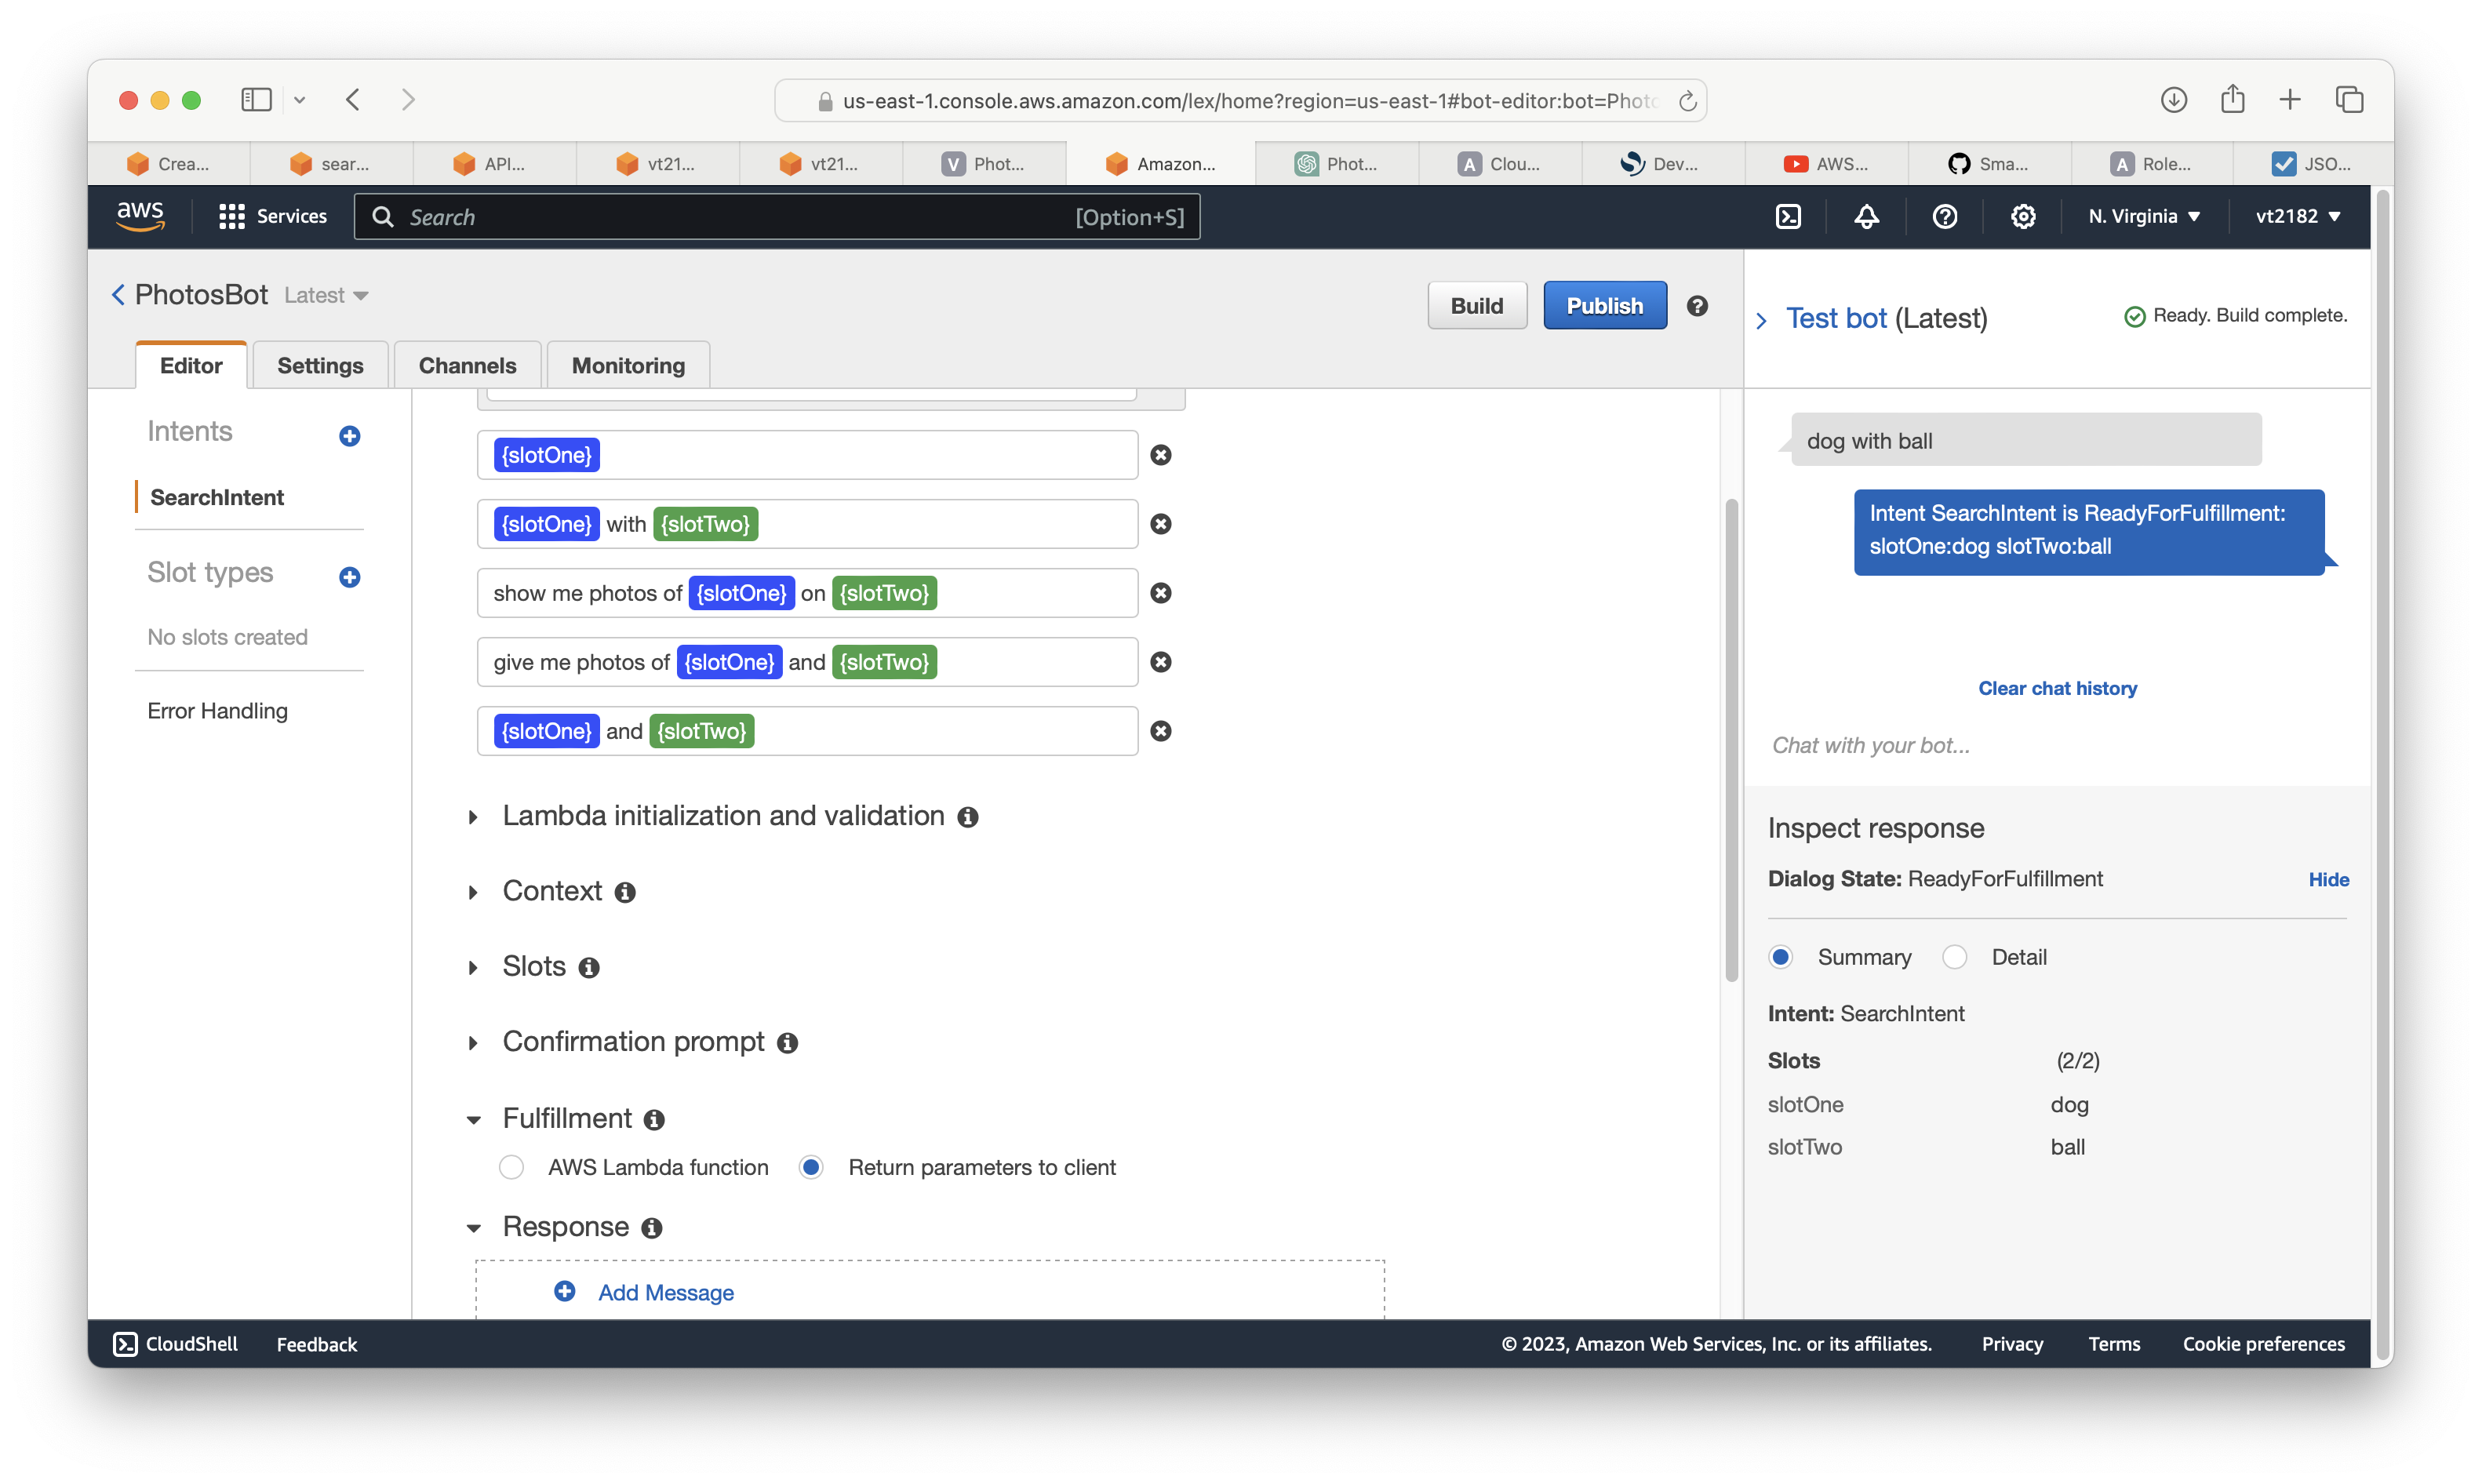 us-east-1.console.aws.amazon.com/lex/home?region=us-east-1#bot-editor:bot=Photo
Crea...
sear...
API...
vt21...
vt21...
V Phot...
Amazon...
Phot...
A Clou...
Dev...
AWS...
Sma...
A Role...
JSO...
aws
Services
Search
[Option+S]
N. Virginia
vt2182
PhotosBot Latest
Build
Publish
Test bot (Latest)
Ready. Build complete.
Editor
Settings
Channels
Monitoring
Intents
SearchIntent
Slot types
No slots created
Error Handling
{slotOne}
{slotOne} with {slotTwo}
show me photos of {slotOne} on {slotTwo}
give me photos of {slotOne} and {slotTwo}
{slotOne} and {slotTwo}
Lambda initialization and validation
Context
Slots
Confirmation prompt
Fulfillment
AWS Lambda function
Return parameters to client
Response
Add Message
dog with ball
Intent SearchIntent is ReadyForFulfillment:
slotOne:dog slotTwo:ball
Clear chat history
Chat with your bot...
Inspect response
Dialog State: ReadyForFulfillment
Hide
Summary
Detail
Intent: SearchIntent
Slots (2/2)
slotOne dog
slotTwo ball
CloudShell
Feedback
© 2023, Amazon Web Services, Inc. or its affiliates.
Privacy
Terms
Cookie preferences